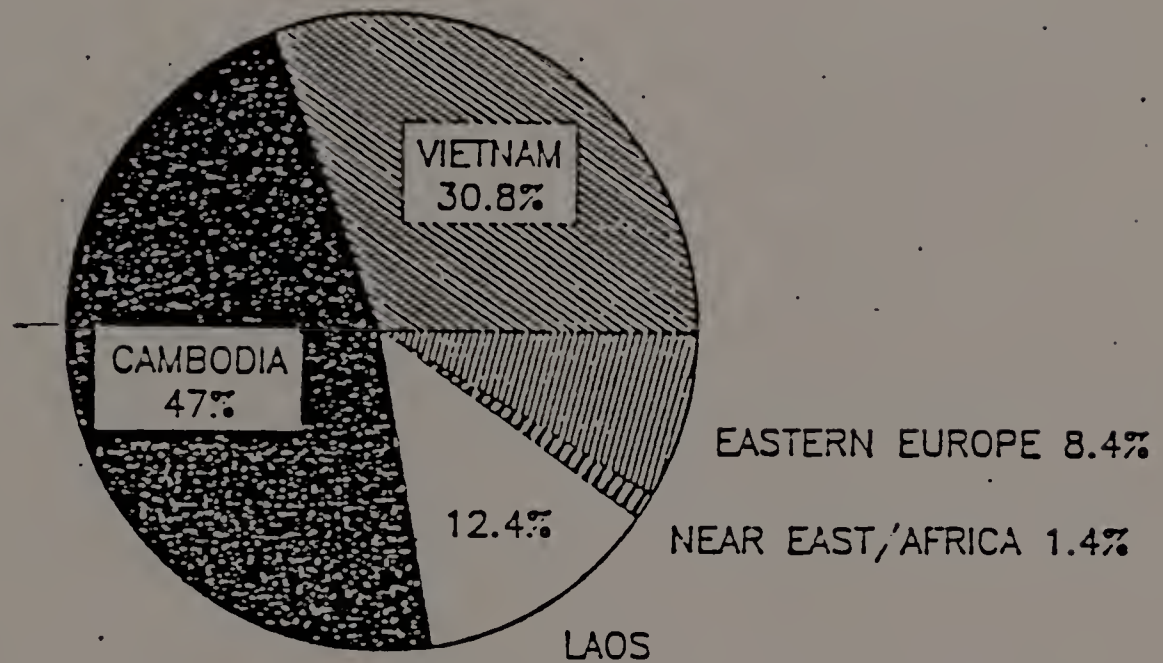 VIETNAM
30.8%
CAMBODIA
47%
EASTERN EUROPE 8.4%
12.4%
NEAR EAST/AFRICA 1.4%
LAOS